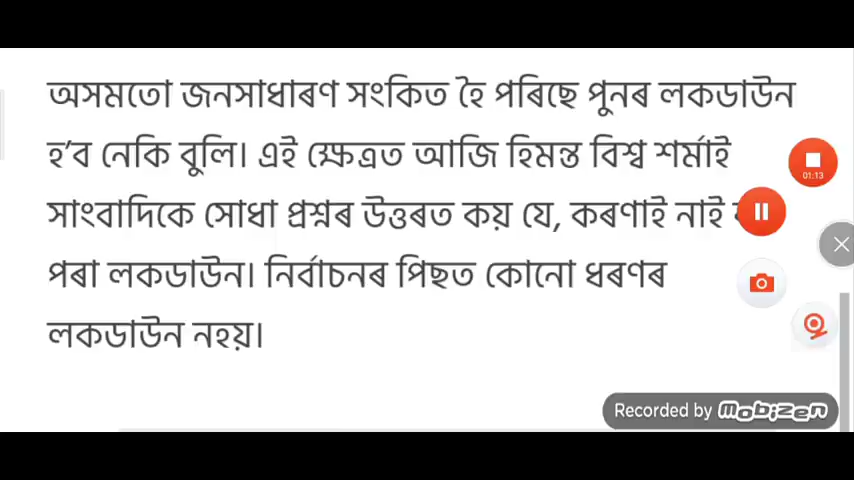 অসমতো জনসাধাৰণ সংকিত হৈ পৰিছে পুনৰ লকডাউন
হ’ব নেকি বুলি। এই ক্ষেত্ৰত আজি হিমন্ত বিশ্ব শৰ্মাই
সাংবাদিকে সোধা প্ৰশ্নৰ উত্তৰত কয় যে, কৰণাই নাই
পৰা লকডাউন। নিৰ্বাচনৰ পিছত কোনো ধৰণৰ
লকডাউন নহয়।
01:13
Recorded by mobizen